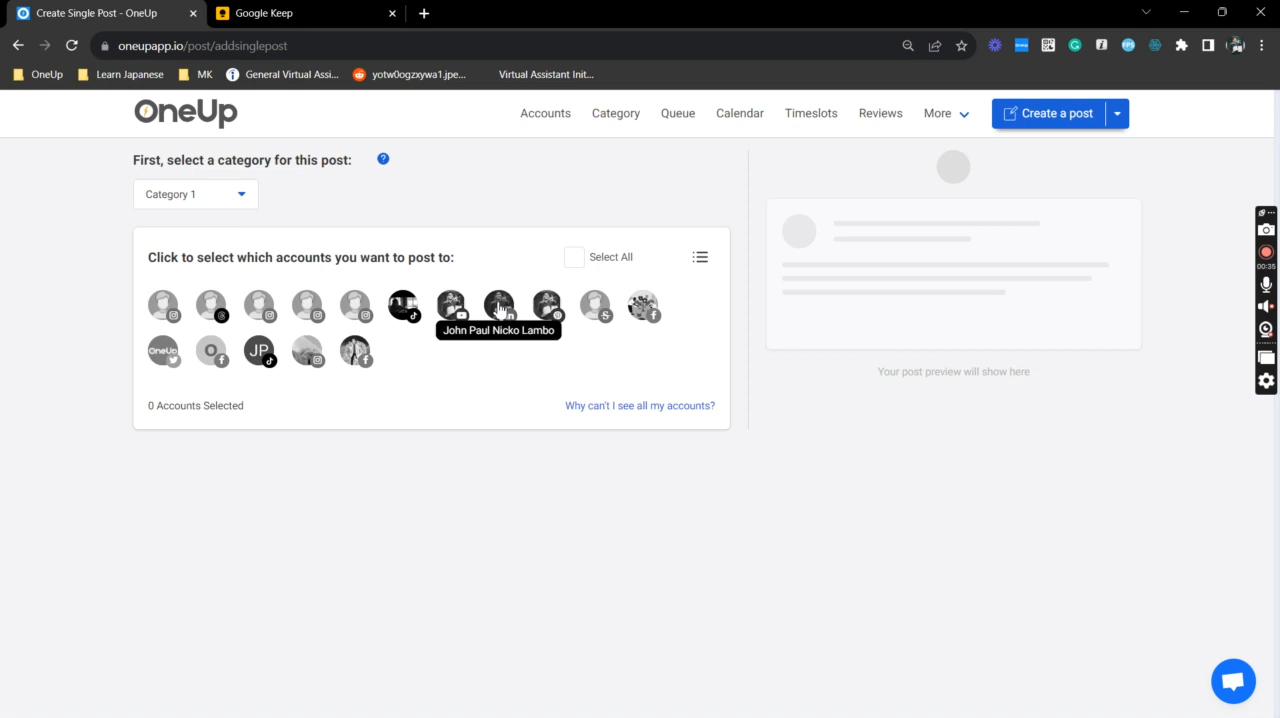 Create Single Post - OneUp
Google Keep
oneupapp.io/post/addsinglepost
OneUp
Learn Japanese
MK
General Virtual Assi...
yotw0ogzxywa1.jpe...
Virtual Assistant Init...
OneUp
Accounts
Category
Queue
Calendar
Timeslots
Reviews
More
Create a post
First, select a category for this post:
?
Category 1
Click to select which accounts you want to post to:
Select All
John Paul Nicko Lambo
OneUp
O
JP
0 Accounts Selected
Why can't I see all my accounts?
Your post preview will show here
00:35